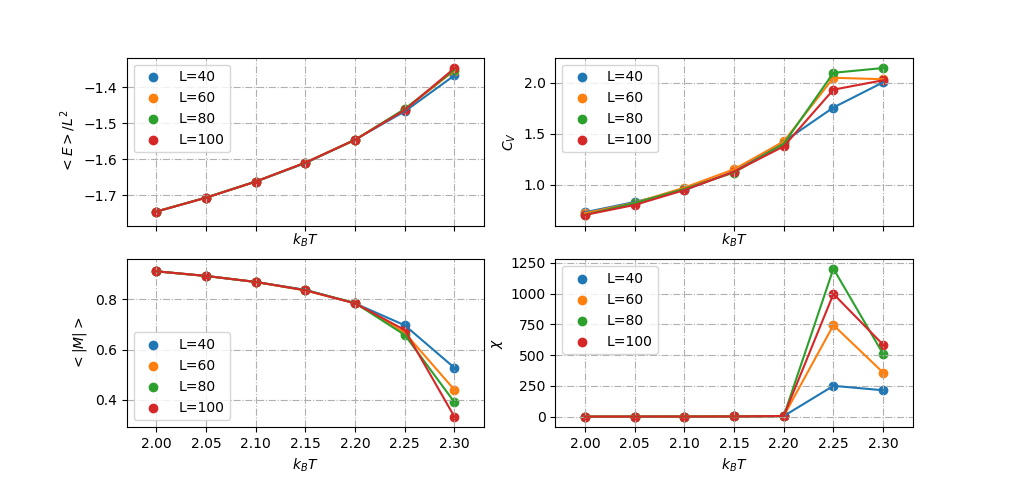 L=40
L=60
L=80
L=100
−1.4
−1.5
−1.6
−1.7
< E > /L²
k_BT
L=40
L=60
L=80
L=100
2.0
1.5
1.0
C_V
k_BT
L=40
L=60
L=80
L=100
0.8
0.6
0.4
< |M| >
2.00 2.05 2.10 2.15 2.20 2.25 2.30
k_BT
L=40
L=60
L=80
L=100
1250
1000
750
500
250
0
χ
2.00 2.05 2.10 2.15 2.20 2.25 2.30
k_BT